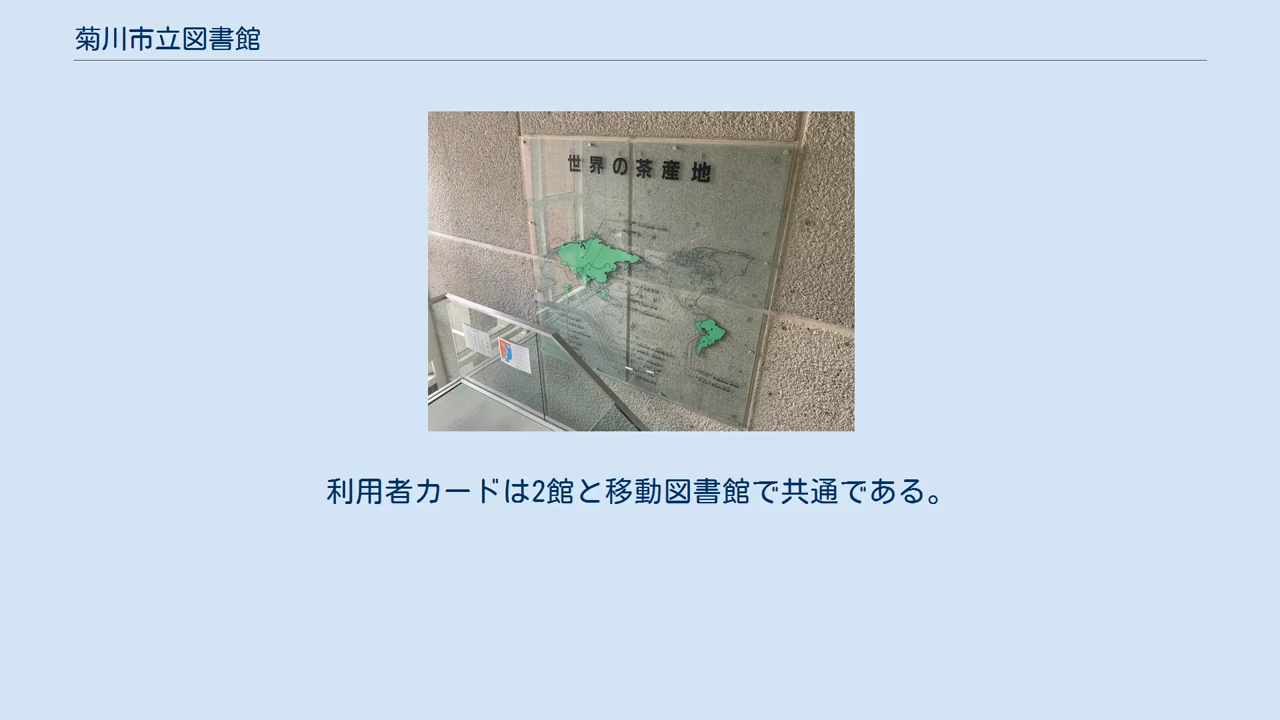 菊川市立図書館
世界の茶産地
利用者カードは2館と移動図書館で共通である。